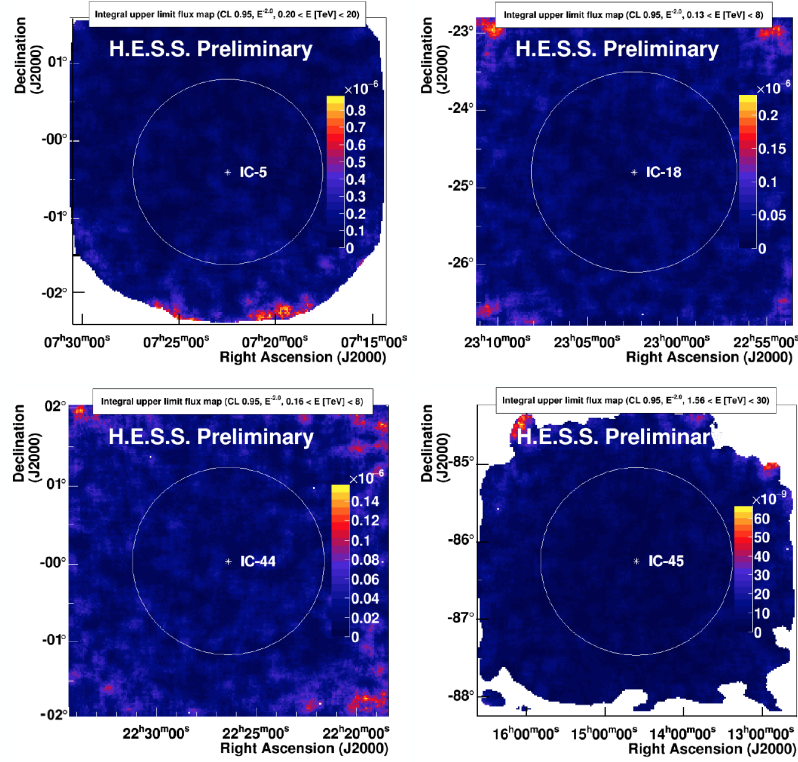 Integral upper limit flux map (CL 0.95, E^-2.0, 0.20 < E [TeV] < 20)
H.E.S.S. Preliminary
Declination
(J2000)
01°
-00°
-01°
-02°
×10^-6
0.8
0.7
0.6
0.5
0.4
0.3
0.2
0.1
0
IC-5
07h30m00s 07h25m00s 07h20m00s 07h15m00s
Right Ascension (J2000)
Integral upper limit flux map (CL 0.95, E^-2.0, 0.13 < E [TeV] < 8)
H.E.S.S. Preliminary
Declination
(J2000)
-23°
-24°
-25°
-26°
×10^-6
0.2
0.15
0.1
0.05
0
IC-18
23h10m00s 23h05m00s 23h00m00s 22h55m00s
Right Ascension (J2000)
Integral upper limit flux map (CL 0.95, E^-2.0, 0.16 < E [TeV] < 8)
H.E.S.S. Preliminary
Declination
(J2000)
02°
01°
-00°
-01°
-02°
×10^-6
0.14
0.12
0.1
0.08
0.06
0.04
0.02
0
IC-44
22h30m00s 22h25m00s 22h20m00s
Right Ascension (J2000)
Integral upper limit flux map (CL 0.95, E^-2.0, 1.56 < E [TeV] < 30)
H.E.S.S. Preliminar
Declination
(J2000)
-85°
-86°
-87°
-88°
×10^-9
60
50
40
30
20
10
0
IC-45
16h00m00s 15h00m00s 14h00m00s 13h00m00s
Right Ascension (J2000)